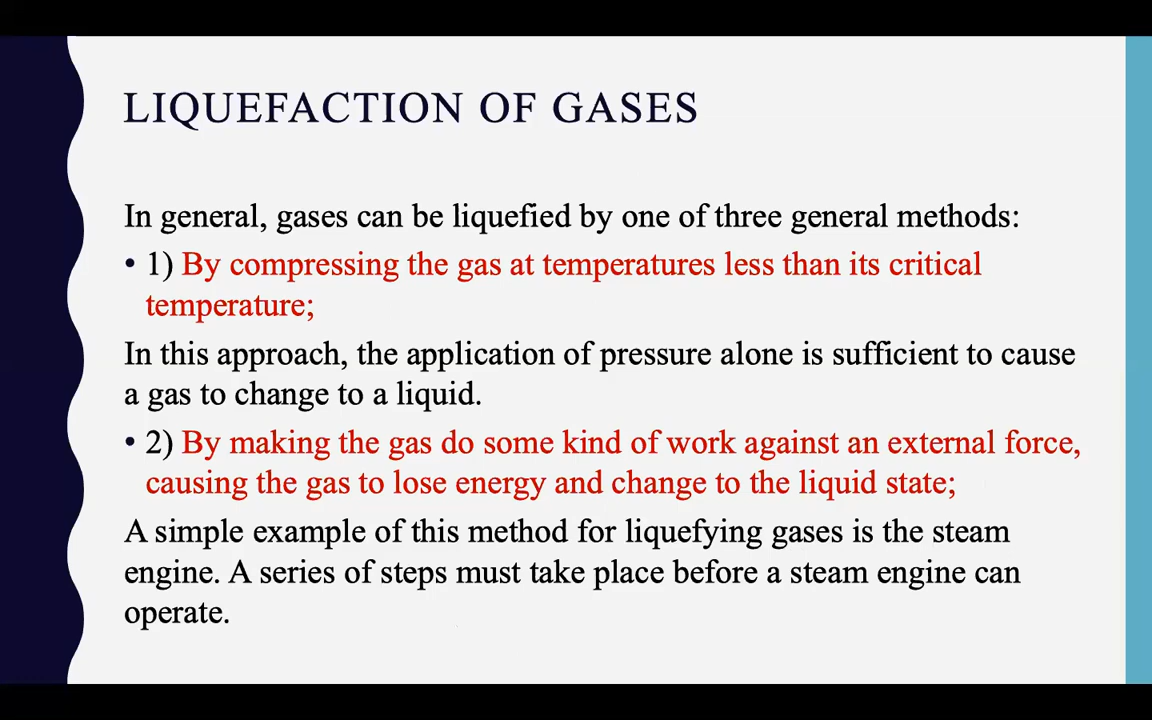 LIQUEFACTION OF GASES
In general, gases can be liquefied by one of three general methods:
• 1) By compressing the gas at temperatures less than its critical
temperature;
In this approach, the application of pressure alone is sufficient to cause
a gas to change to a liquid.
• 2) By making the gas do some kind of work against an external force,
causing the gas to lose energy and change to the liquid state;
A simple example of this method for liquefying gases is the steam
engine. A series of steps must take place before a steam engine can
operate.